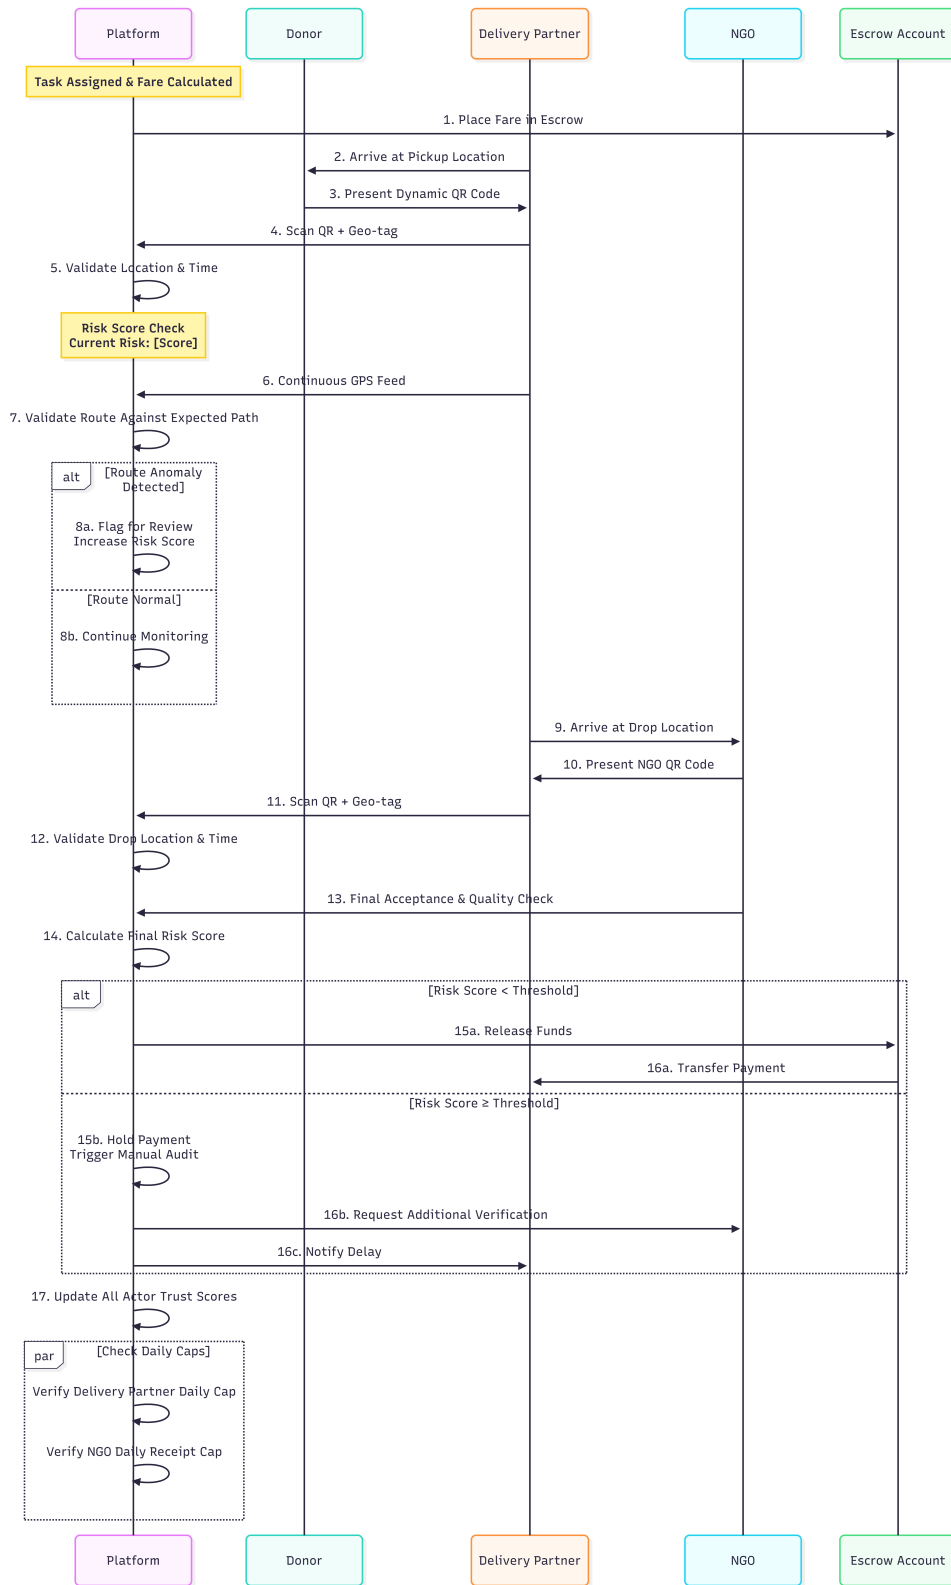 Platform
Donor
Delivery Partner
NGO
Escrow Account
Task Assigned & Fare Calculated
1. Place Fare in Escrow
2. Arrive at Pickup Location
3. Present Dynamic QR Code
4. Scan QR + Geo-tag
5. Validate Location & Time
Risk Score Check
Current Risk: [Score]
6. Continuous GPS Feed
7. Validate Route Against Expected Path
alt
[Route Anomaly
Detected]
8a. Flag for Review
Increase Risk Score
[Route Normal]
8b. Continue Monitoring
9. Arrive at Drop Location
10. Present NGO QR Code
11. Scan QR + Geo-tag
12. Validate Drop Location & Time
13. Final Acceptance & Quality Check
14. Calculate Final Risk Score
alt
[Risk Score < Threshold]
15a. Release Funds
16a. Transfer Payment
[Risk Score ≥ Threshold]
15b. Hold Payment
Trigger Manual Audit
16b. Request Additional Verification
16c. Notify Delay
17. Update All Actor Trust Scores
par
[Check Daily Caps]
Verify Delivery Partner Daily Cap
Verify NGO Daily Receipt Cap
Platform
Donor
Delivery Partner
NGO
Escrow Account